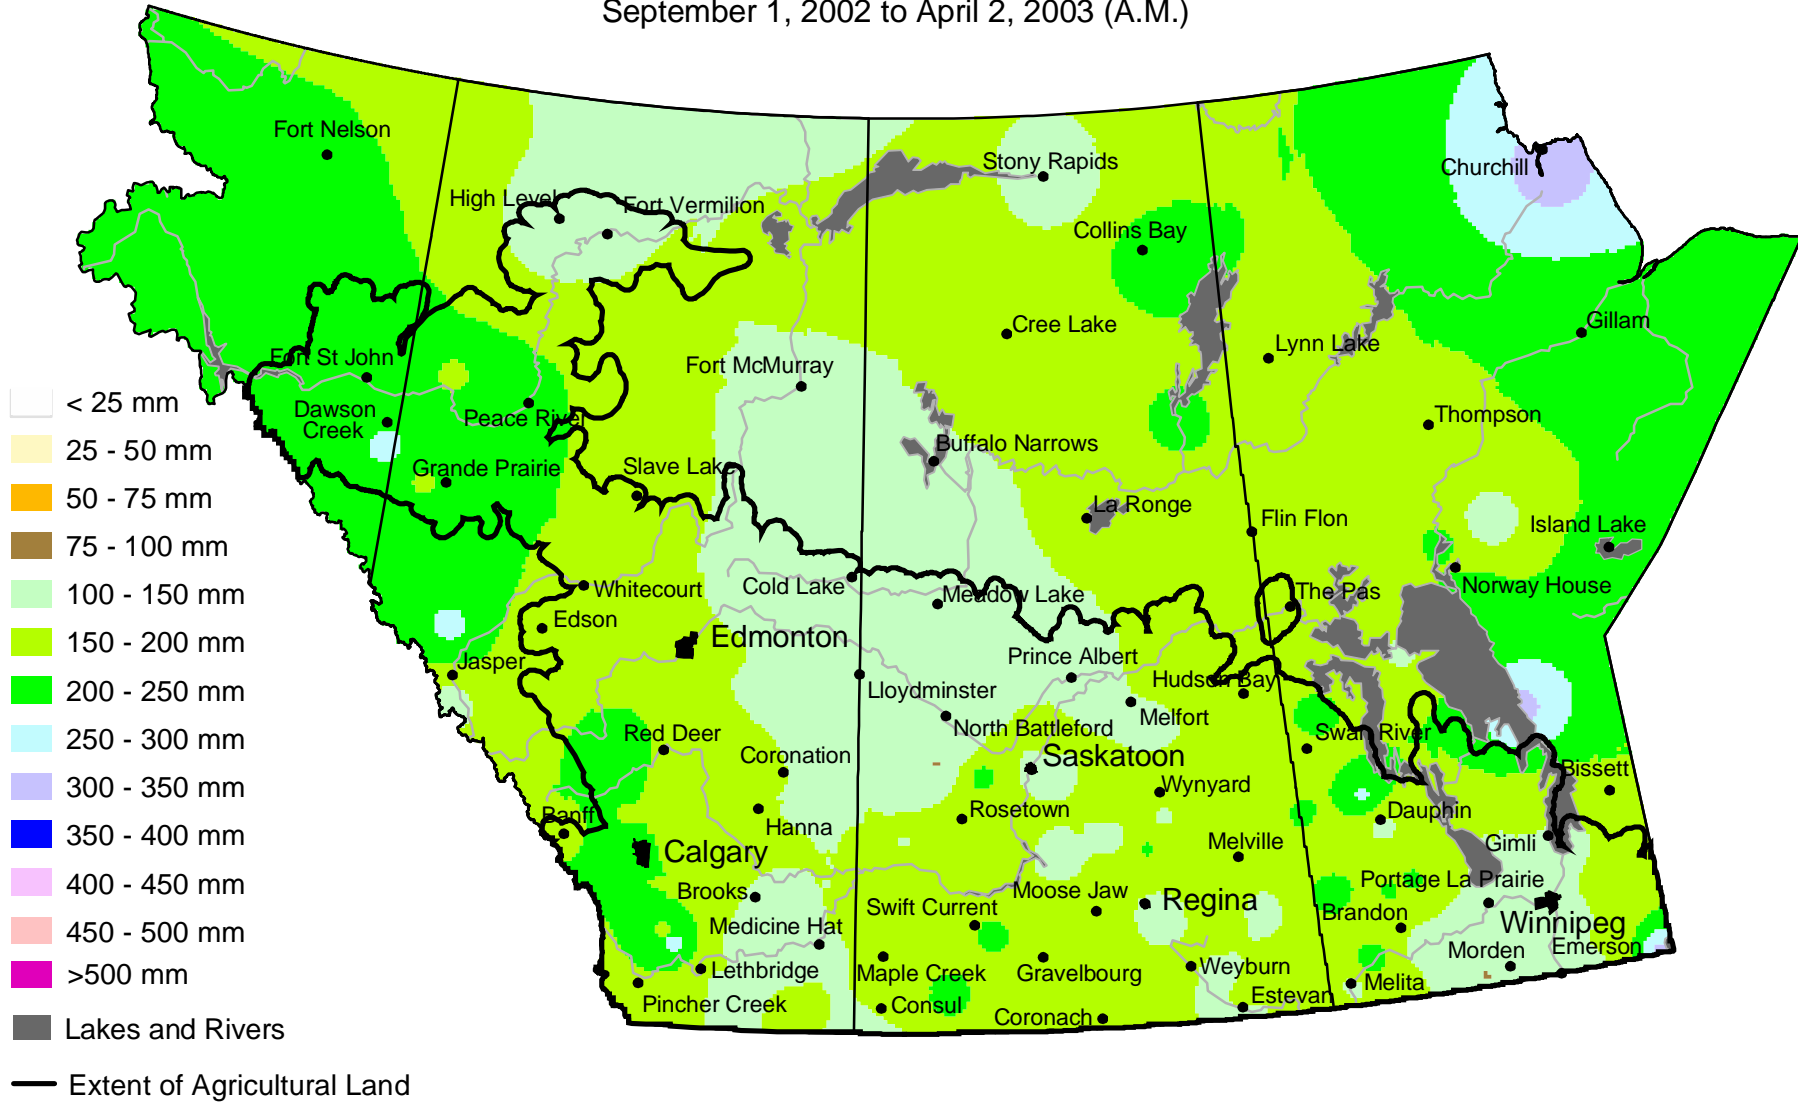 September 1, 2002 to April 2, 2003 (A.M.)
Fort Nelson
Churchill
Stony Rapids
High Level
Fort Vermilion
Collins Bay
Gillam
Cree Lake
Lynn Lake
Fort St John
Fort McMurray
Dawson
Creek
Peace River
Thompson
Buffalo Narrows
Grande Prairie
Slave Lake
La Ronge
Flin Flon
Island Lake
Whitecourt
Cold Lake
Meadow Lake
The Pas
Norway House
Edson
Edmonton
Jasper
Prince Albert
Hudson Bay
Lloydminster
North Battleford
Melfort
Red Deer
Coronation
Saskatoon
Swan River
Bissett
Wynyard
Banff
Hanna
Rosetown
Dauphin
Calgary
Melville
Gimli
Brooks
Moose Jaw
Portage La Prairie
Swift Current
Regina
Brandon
Winnipeg
Medicine Hat
Morden
Emerson
Lethbridge
Maple Creek
Gravelbourg
Weyburn
Pincher Creek
Consul
Estevan
Melita
Coronach
< 25 mm
25 - 50 mm
50 - 75 mm
75 - 100 mm
100 - 150 mm
150 - 200 mm
200 - 250 mm
250 - 300 mm
300 - 350 mm
350 - 400 mm
400 - 450 mm
450 - 500 mm
>500 mm
Lakes and Rivers
Extent of Agricultural Land